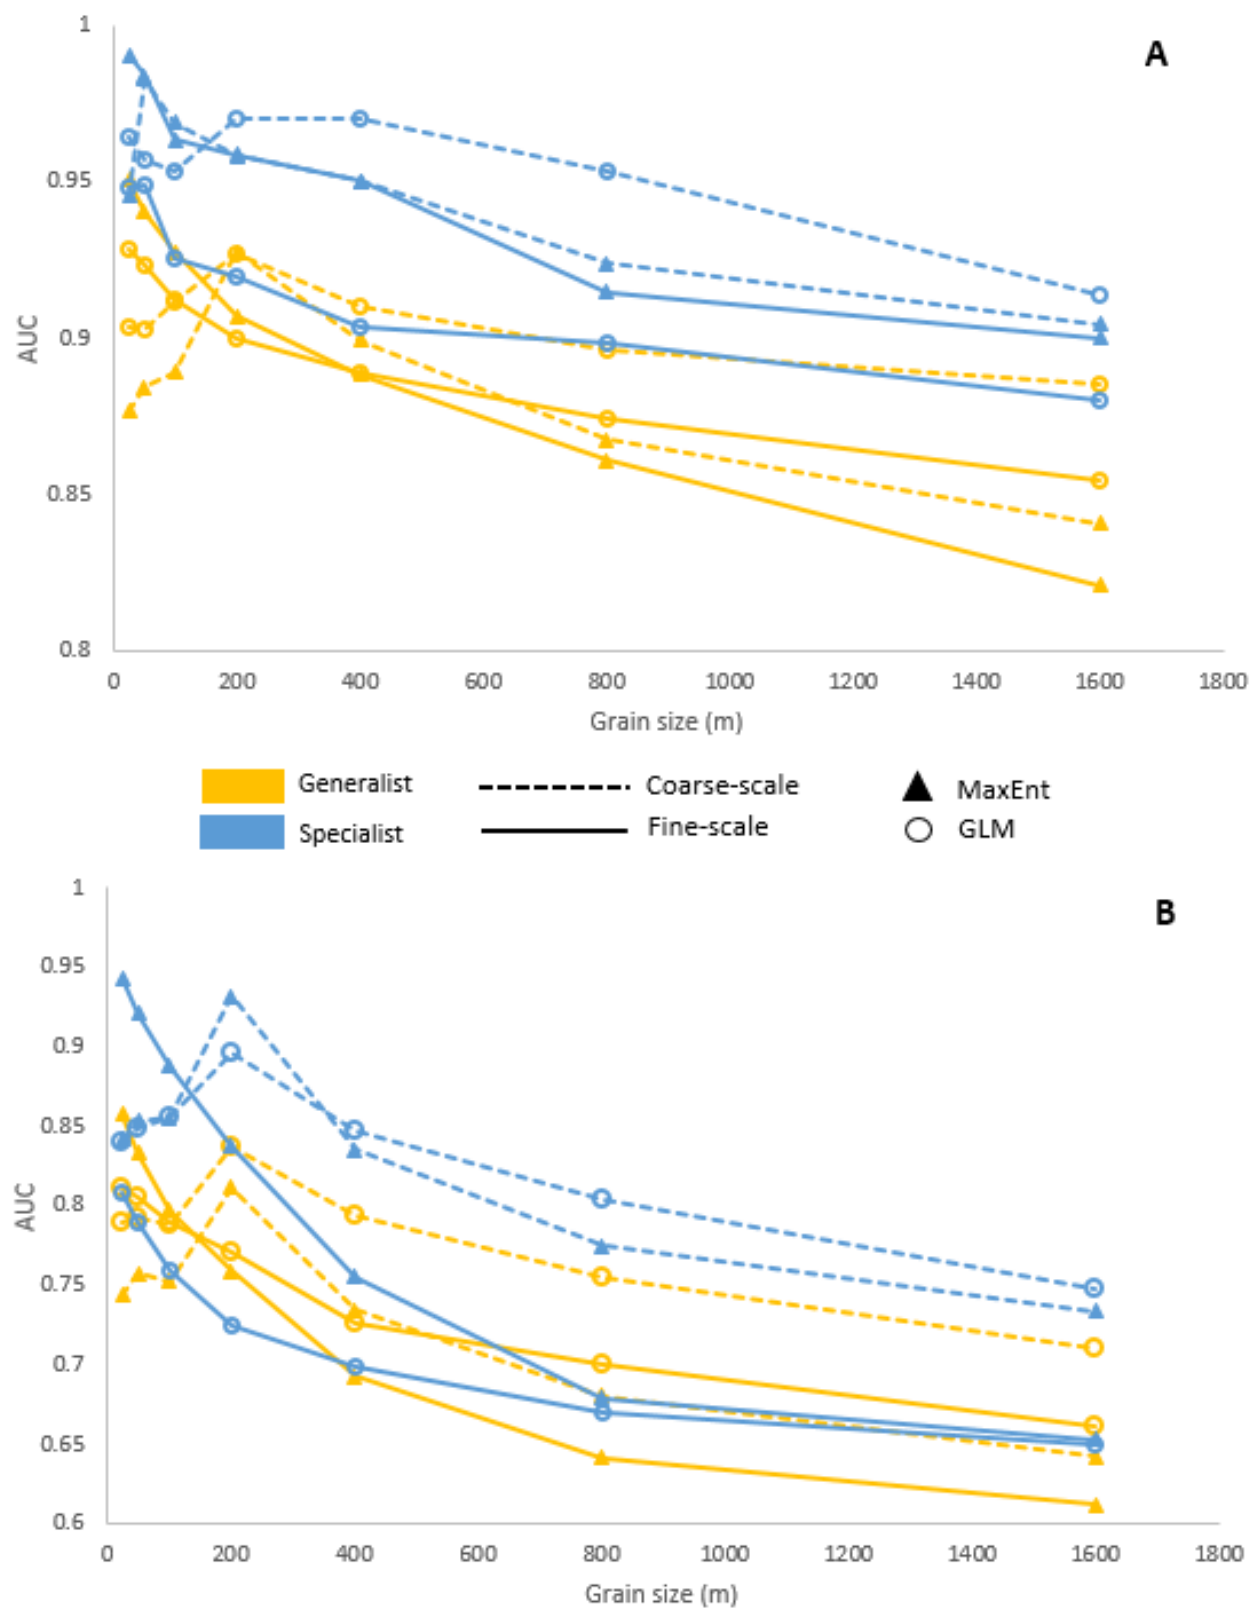 1
A
0.95
0.9
AUC
0.85
0.8
0 200 400 600 800 1000 1200 1400 1600 1800
Grain size (m)
Generalist Coarse-scale MaxEnt
Specialist Fine-scale GLM
1
B
0.95
0.9
0.85
0.8
AUC
0.75
0.7
0.65
0.6
0 200 400 600 800 1000 1200 1400 1600 1800
Grain size (m)